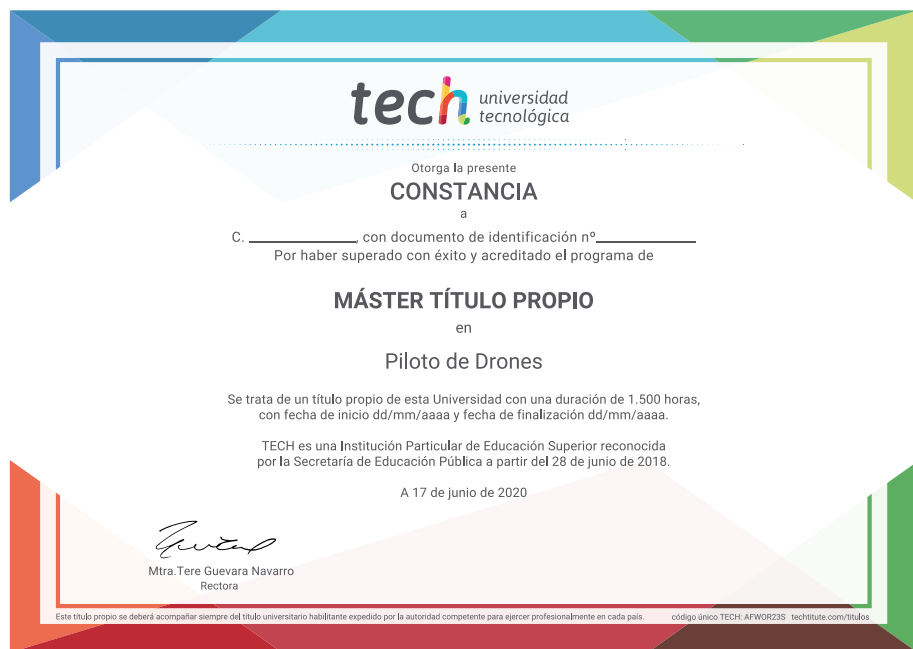 tech universidad
tecnológica
Otorga la presente
CONSTANCIA
a
C. ____________, con documento de identificación nº____________
Por haber superado con éxito y acreditado el programa de
MÁSTER TÍTULO PROPIO
en
Piloto de Drones
Se trata de un título propio de esta Universidad con una duración de 1.500 horas,
con fecha de inicio dd/mm/aaaa y fecha de finalización dd/mm/aaaa.
TECH es una Institución Particular de Educación Superior reconocida
por la Secretaría de Educación Pública a partir del 28 de junio de 2018.
A 17 de junio de 2020
Mtra.Tere Guevara Navarro
Rectora
Este título propio se deberá acompañar siempre del título universitario habilitante expedido por la autoridad competente para ejercer profesionalmente en cada país. código único TECH: AFWOR23S techtitute.com/titulos